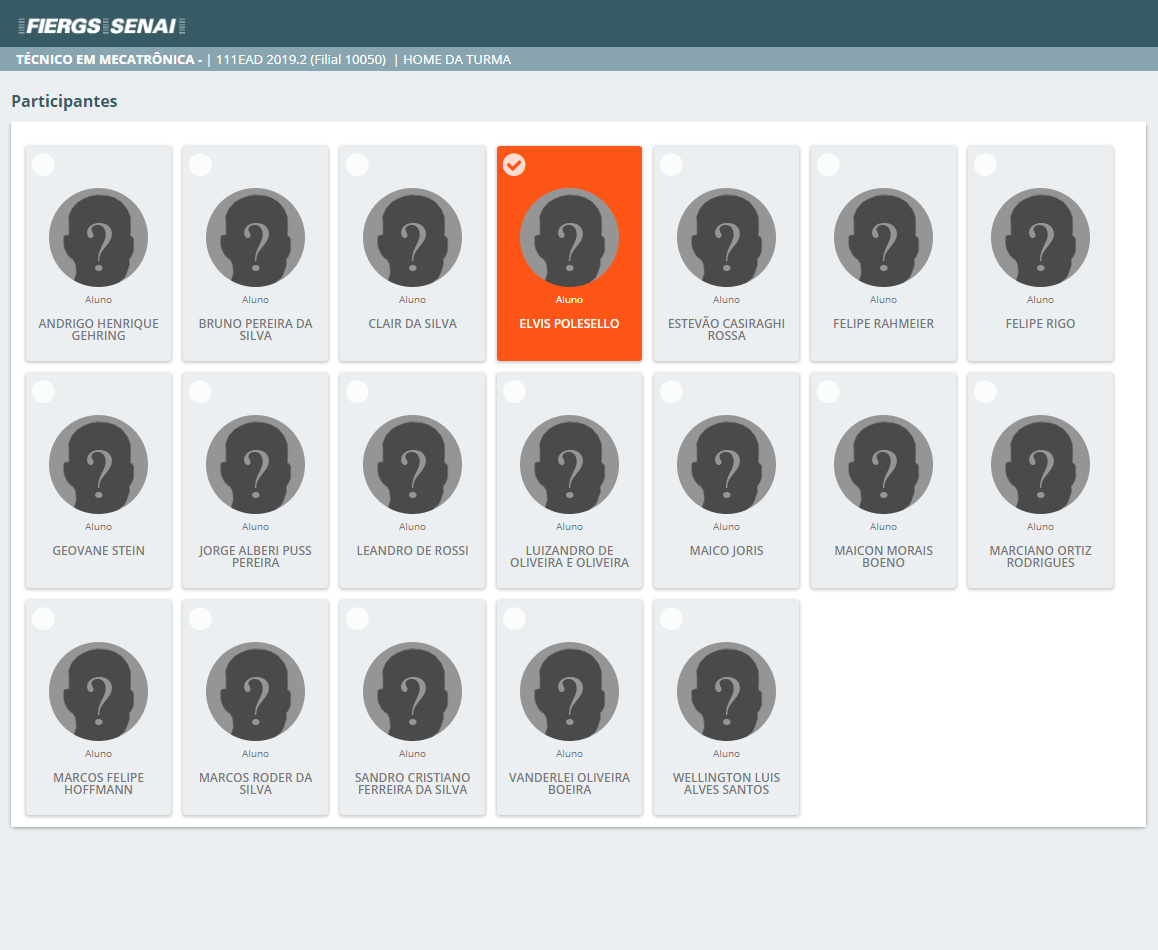 FIERGS SENAI
TÉCNICO EM MECATRÔNICA - | 111EAD 2019.2 (Filial 10050) | HOME DA TURMA
Participantes
?
Aluno
ANDRIGO HENRIQUE
GEHRING
?
Aluno
BRUNO PEREIRA DA
SILVA
?
Aluno
CLAIR DA SILVA
?
Aluno
ELVIS POLESELLO
?
Aluno
ESTEVÃO CASIRAGHI
ROSSA
?
Aluno
FELIPE RAHMEIER
?
Aluno
FELIPE RIGO
?
Aluno
GEOVANE STEIN
?
Aluno
JORGE ALBERI PUSS
PEREIRA
?
Aluno
LEANDRO DE ROSSI
?
Aluno
LUIZANDRO DE
OLIVEIRA E OLIVEIRA
?
Aluno
MAICO JORIS
?
Aluno
MAICON MORAIS
BOENO
?
Aluno
MARCIANO ORTIZ
RODRIGUES
?
Aluno
MARCOS FELIPE
HOFFMANN
?
Aluno
MARCOS RODER DA
SILVA
?
Aluno
SANDRO CRISTIANO
FERREIRA DA SILVA
?
Aluno
VANDERLEI OLIVEIRA
BOEIRA
?
Aluno
WELLINGTON LUIS
ALVES SANTOS